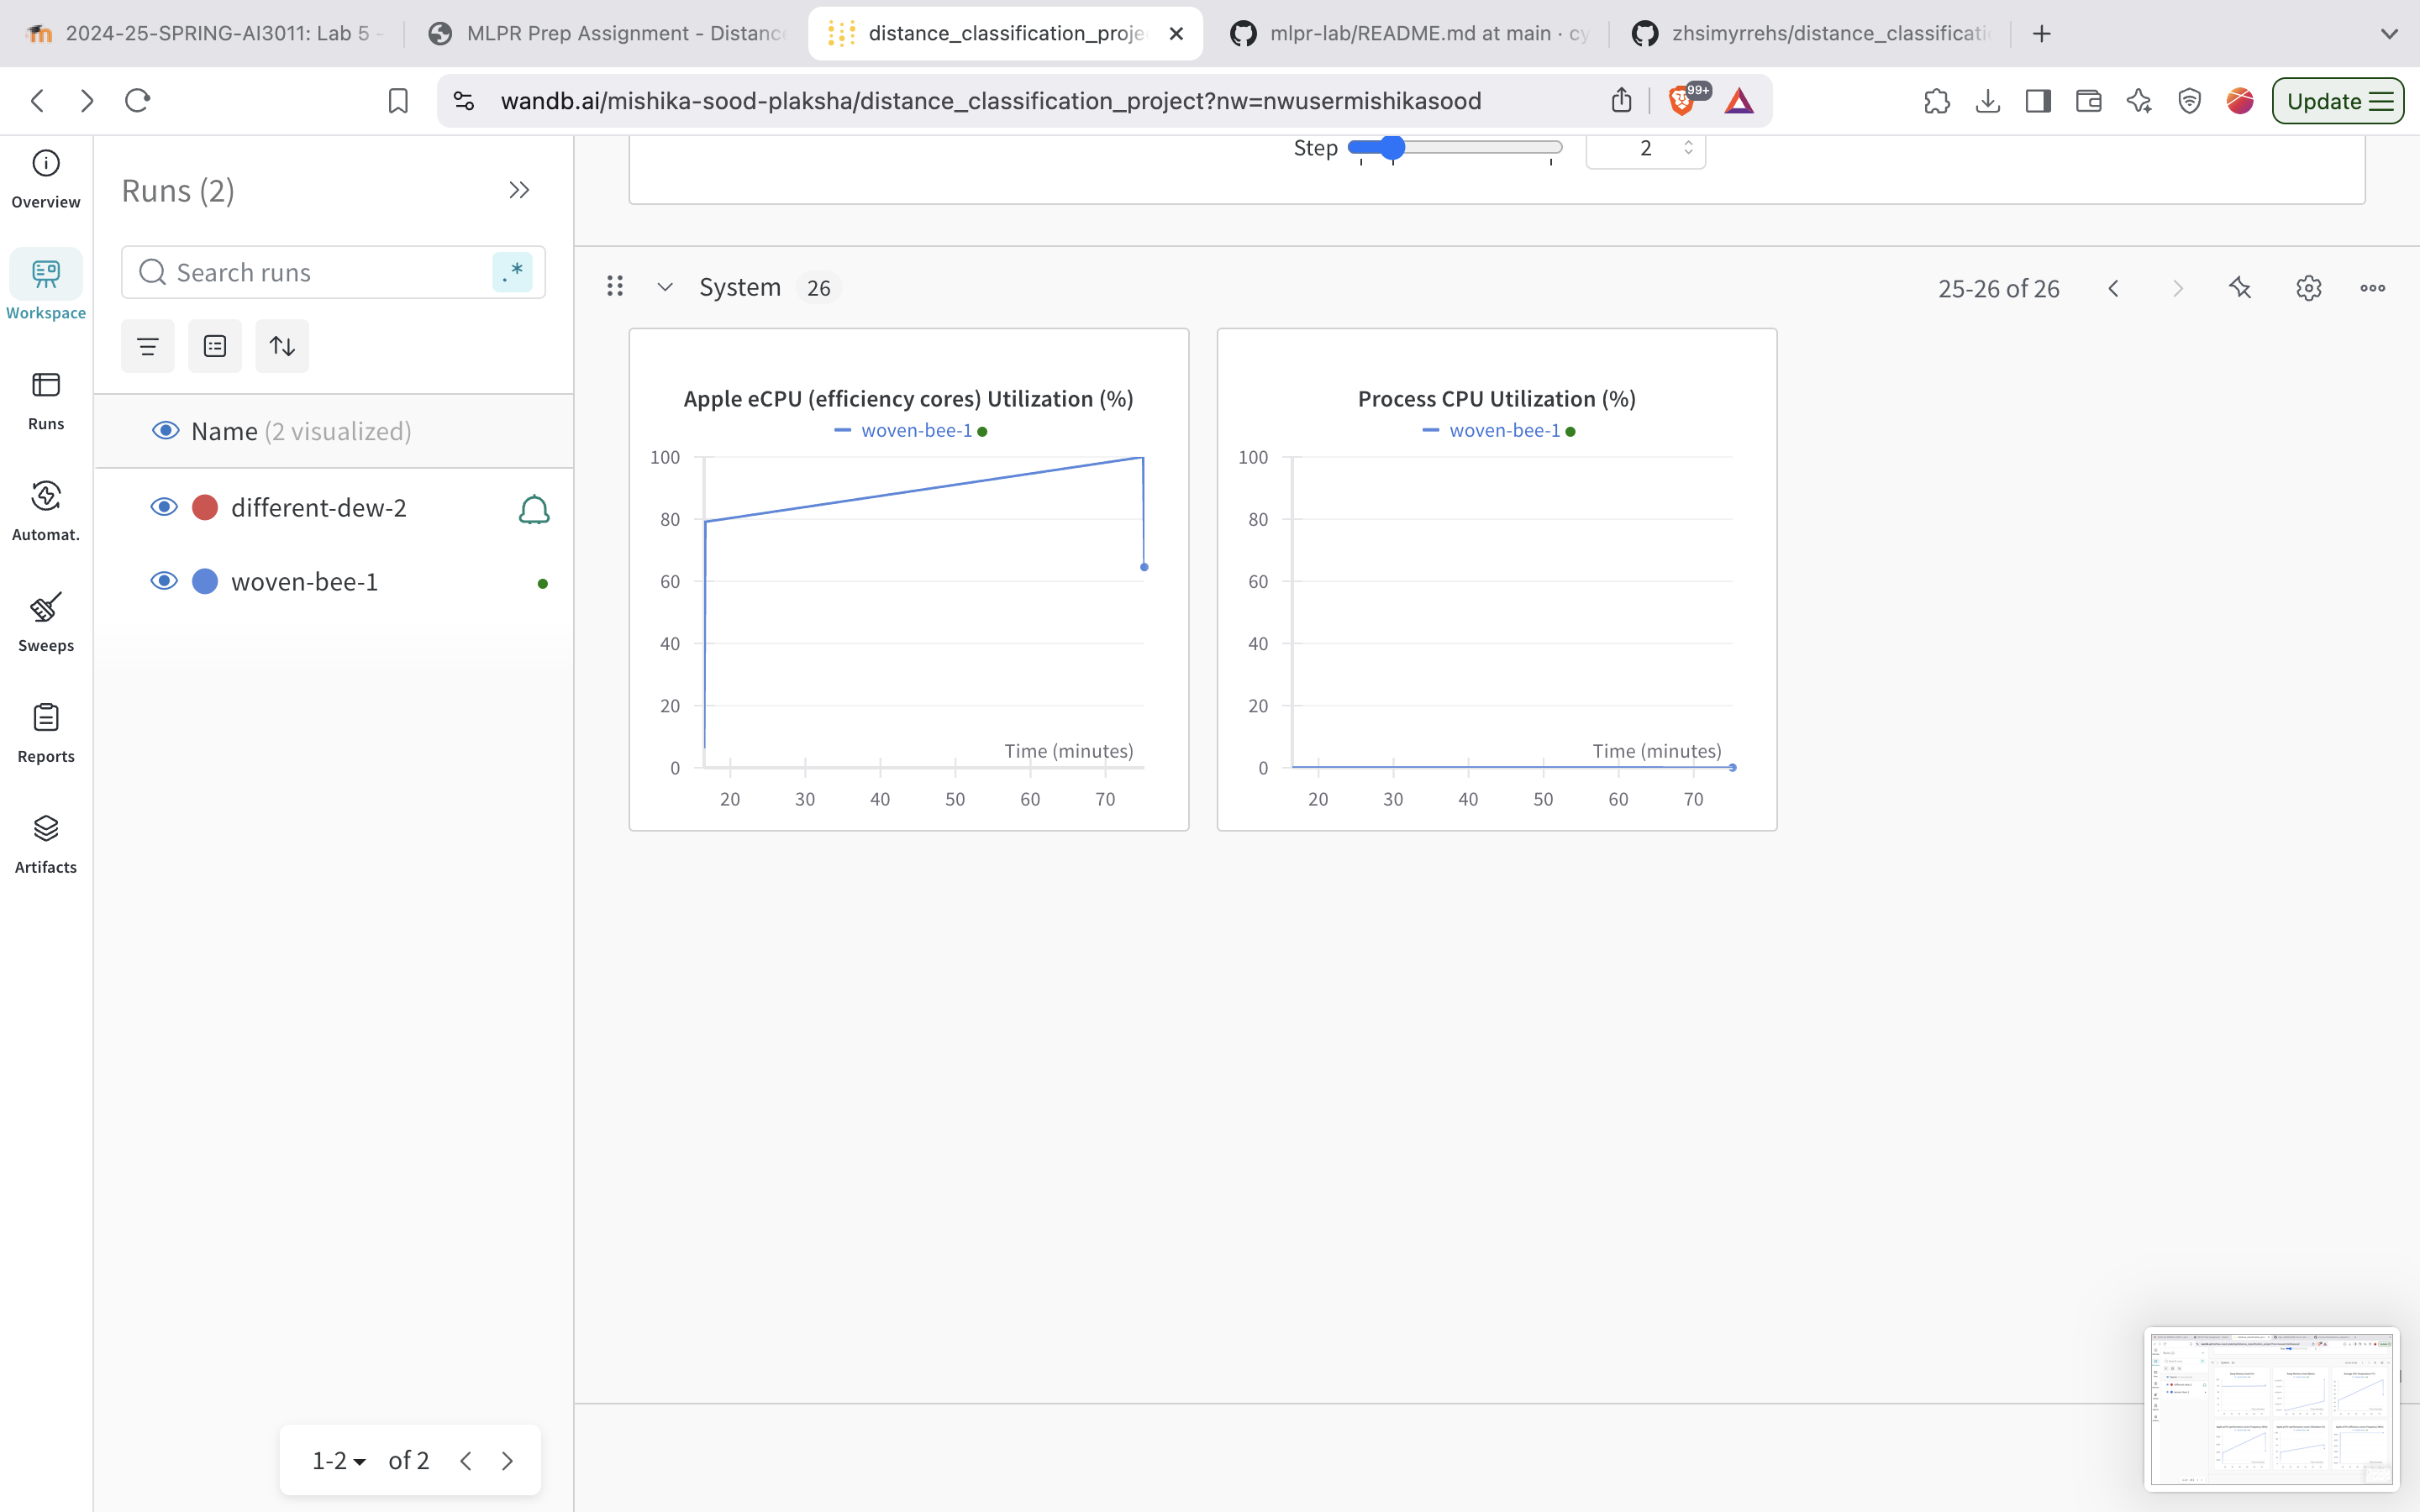 2024-25-SPRING-AI3011: Lab 5 -
MLPR Prep Assignment - Distance
distance_classification_proje
mlpr-lab/README.md at main · cy
zhsimyrrehs/distance_classificati
wandb.ai/mishika-sood-plaksha/distance_classification_project?nw=nwusermishikasood
99+
Update
Overview
Workspace
Runs
Automat.
Sweeps
Reports
Artifacts
Runs (2)
Search runs
.*
Name (2 visualized)
different-dew-2
woven-bee-1
1-2 of 2
Step 2
System 26
25-26 of 26
Apple eCPU (efficiency cores) Utilization (%)
woven-bee-1
100
80
60
40
20
0
Time (minutes)
20 30 40 50 60 70
Process CPU Utilization (%)
woven-bee-1
100
80
60
40
20
0
Time (minutes)
20 30 40 50 60 70